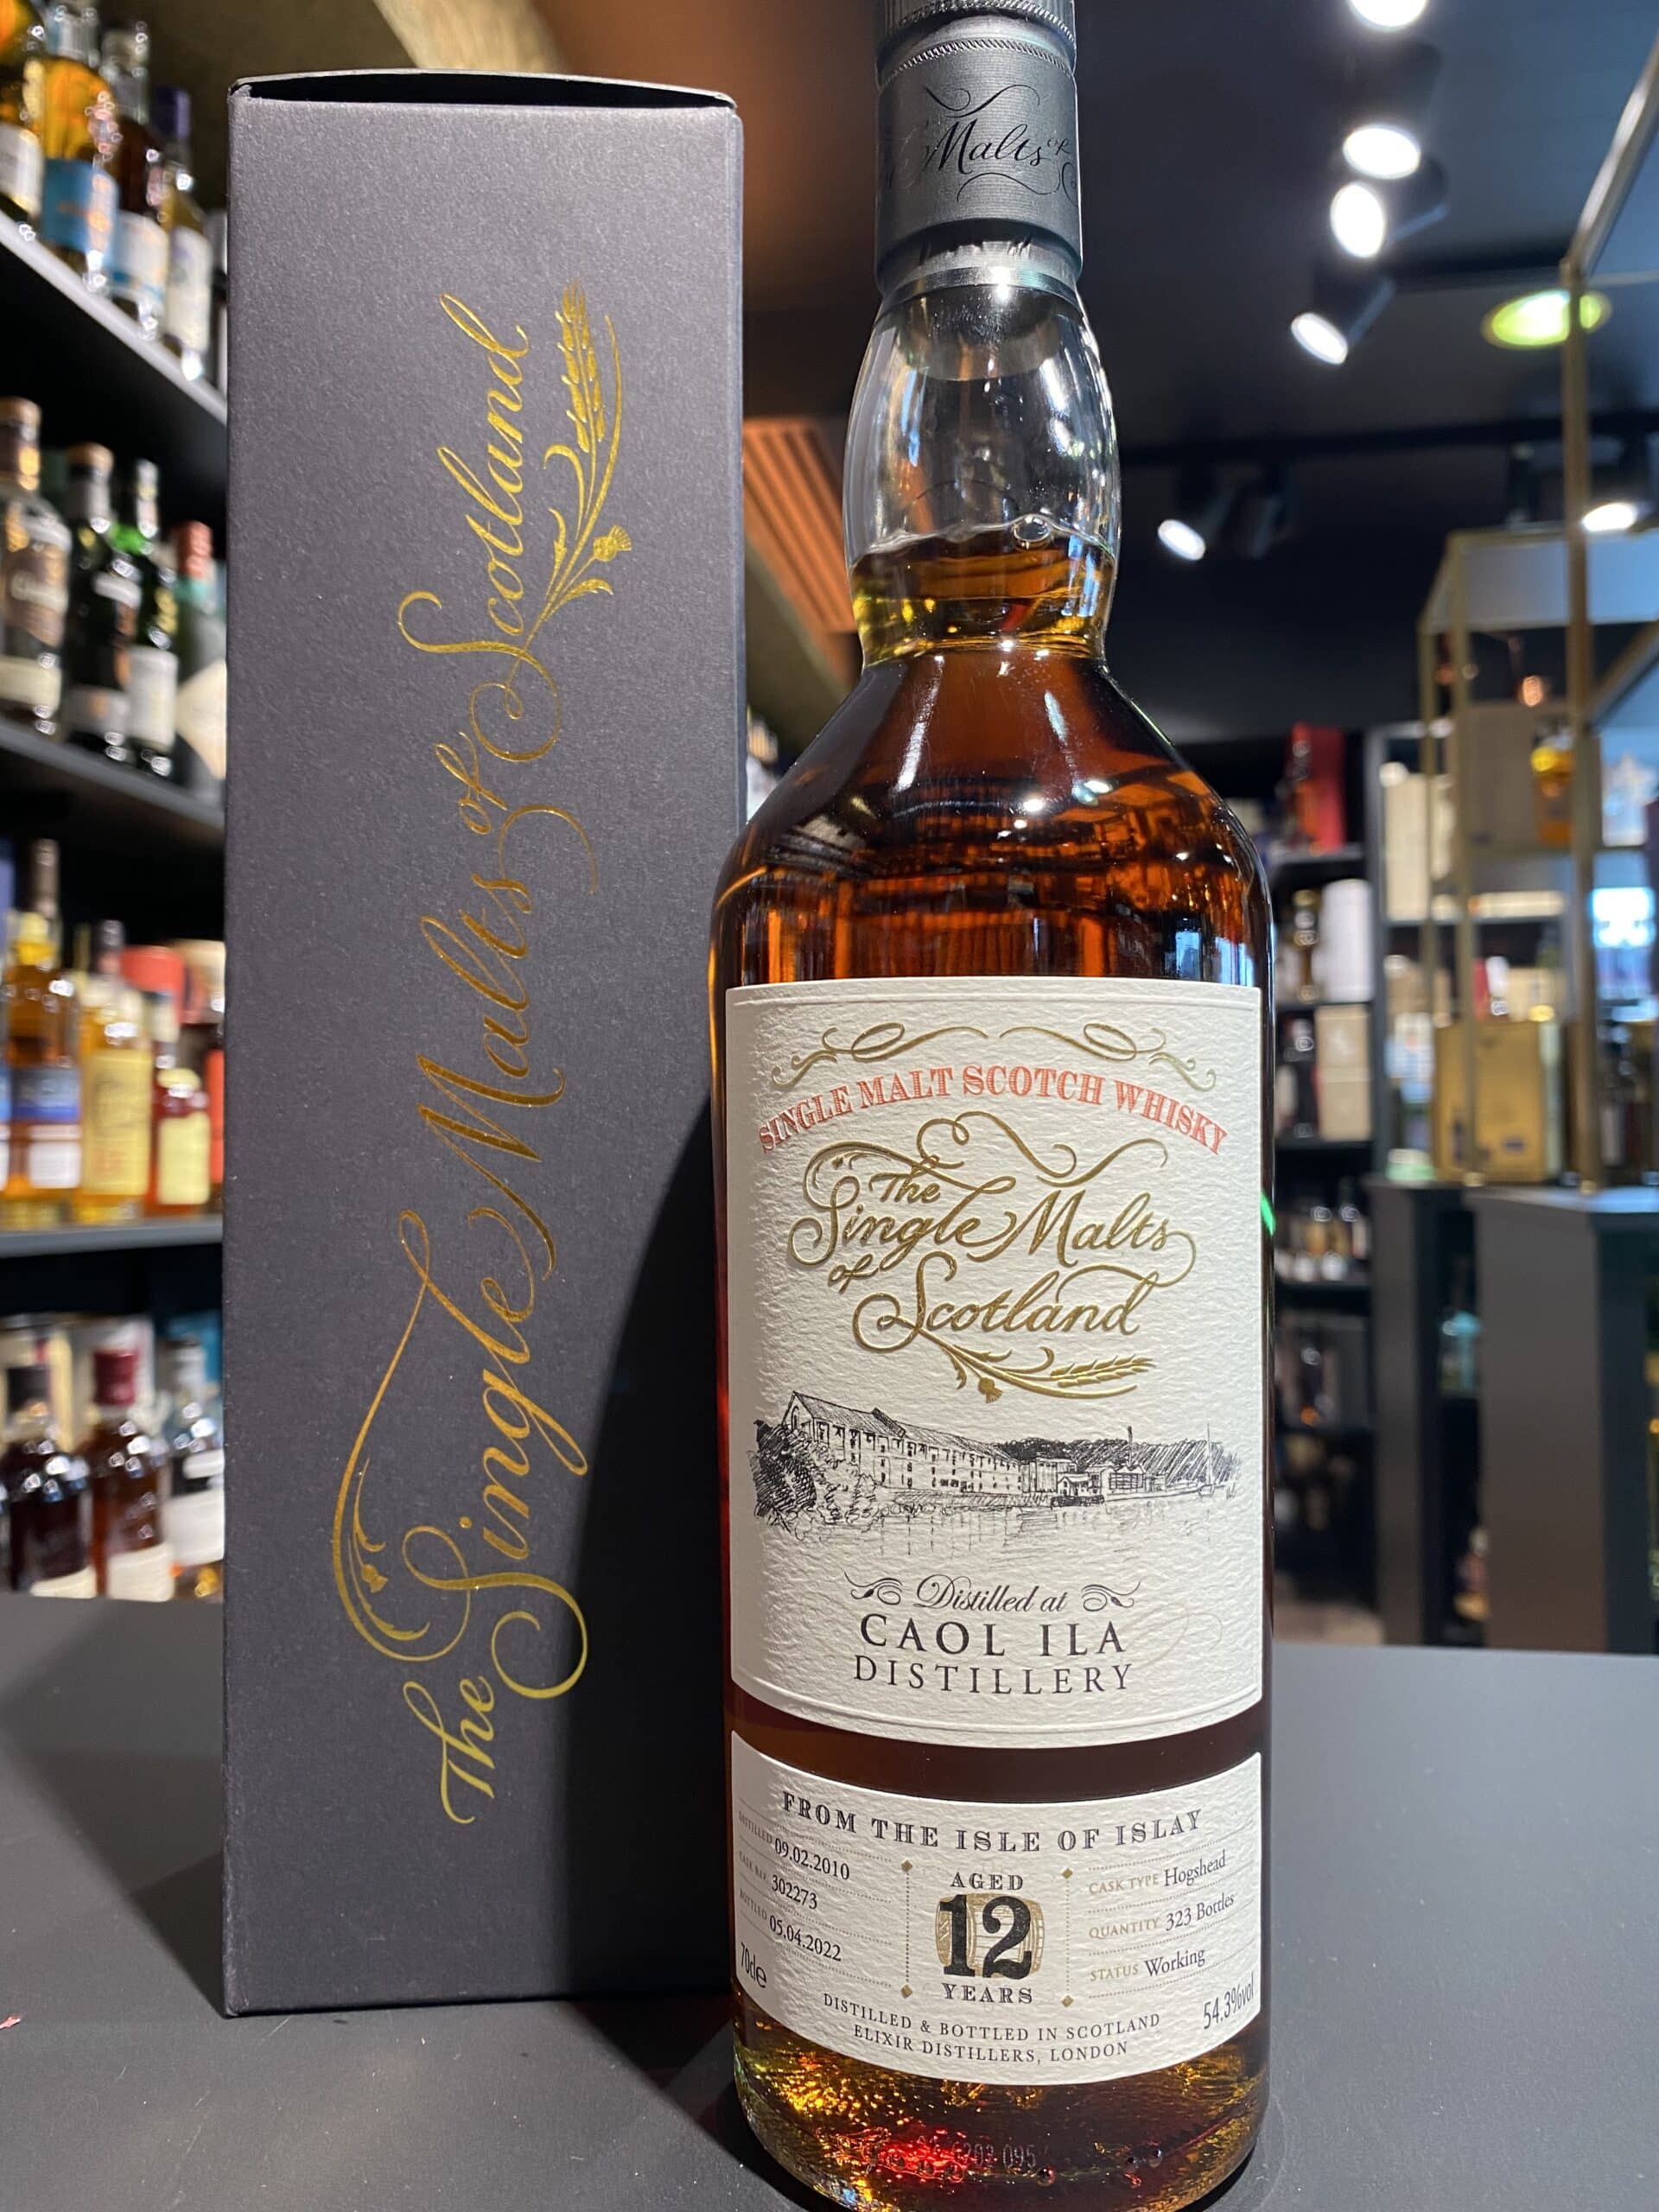 The Single Malts of Scotland
Malts
SINGLE MALT SCOTCH WHISKY
The
Single Malts
of
Scotland
Distilled at
CAOL ILA
DISTILLERY
FROM THE ISLE OF ISLAY
DISTILLED 09.02.2010
CASK REF. 302273
BOTTLED 05.04.2022
70cle
AGED
12
YEARS
CASK TYPE Hogshead
QUANTITY 323 Bottles
STATUS Working
54.3%vol
DISTILLED & BOTTLED IN SCOTLAND
ELIXIR DISTILLERS, LONDON